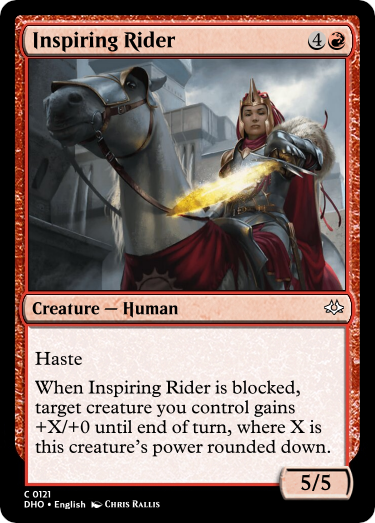 Inspiring Rider 4
Creature — Human
Haste
When Inspiring Rider is blocked,
target creature you control gains
+X/+0 until end of turn, where X is
this creature's power rounded down.
5/5
C 0121
DHO • English Chris Rallis